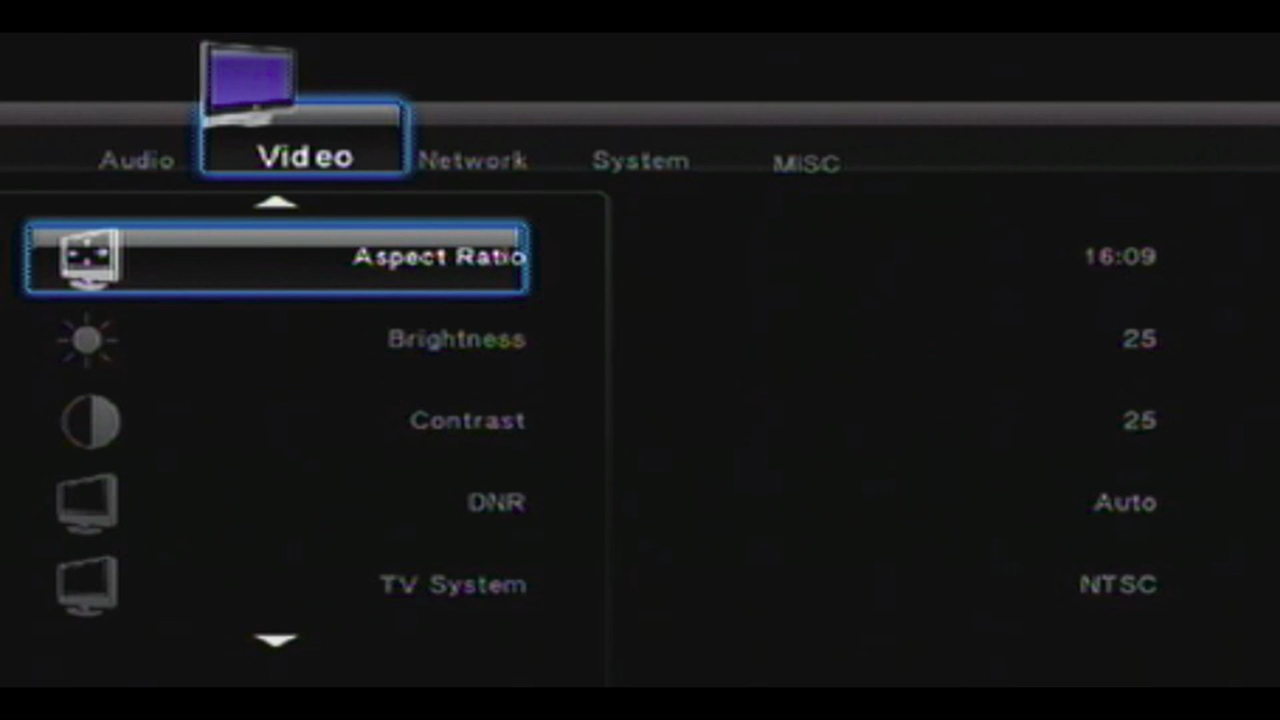 Audio Video Network System MISC
Aspect Ratio 16:09
Brightness 25
Contrast 25
DNR Auto
TV System NTSC